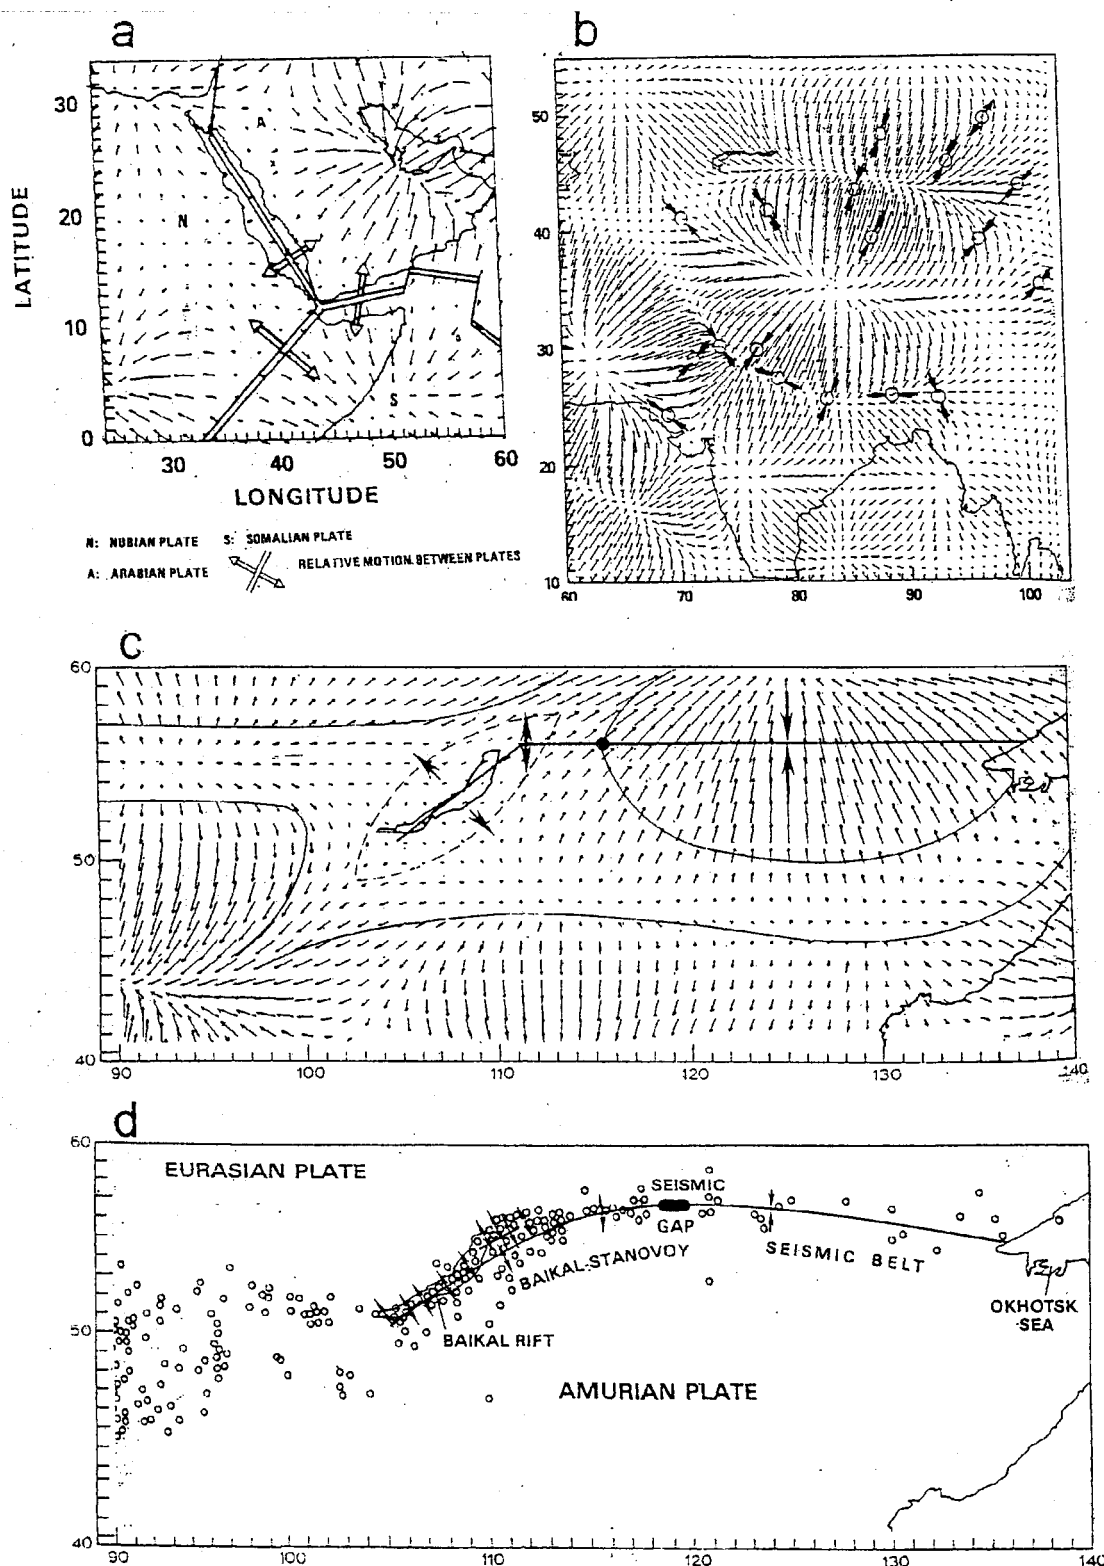 a
b
30
20
10
0
LATITUDE
A
N
S
30 40 50 60
LONGITUDE
N: NUBIAN PLATE S: SOMALIAN PLATE
A: ARABIAN PLATE
RELATIVE MOTION BETWEEN PLATES
50
40
30
20
10
60 70 80 90 100
c
60
50
40
90 100 110 120 130 140
d
60
50
40
EURASIAN PLATE
SEISMIC
GAP
BAIKAL-STANOVOY
SEISMIC BELT
BAIKAL RIFT
OKHOTSK
SEA
AMURIAN PLATE
90 100 110 120 130 140